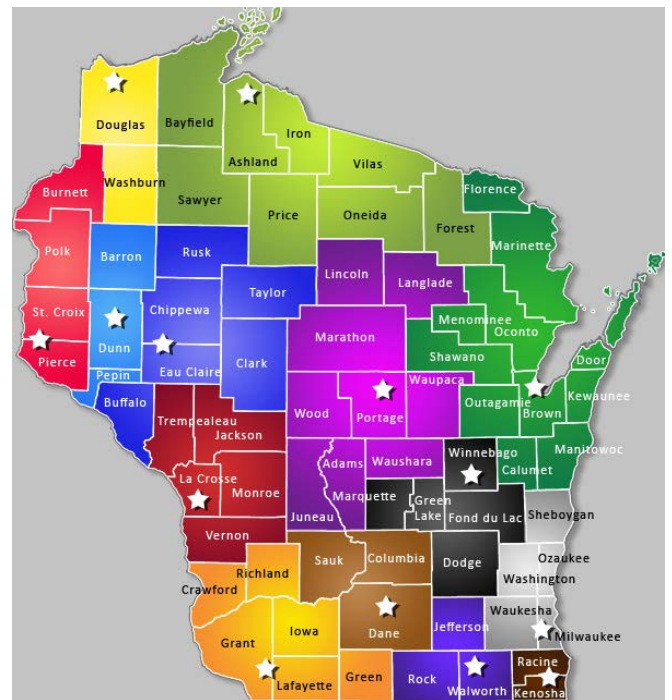 Douglas
Bayfield
Iron
Ashland
Vilas
Washburn
Burnett
Sawyer
Florence
Price
Oneida
Forest
Marinette
Polk
Barron
Rusk
Lincoln
Langlade
Taylor
St. Croix
Chippewa
Menominee
Oconto
Dunn
Marathon
Shawano
Pierce
Clark
Door
Pepin
Eau Claire
Waupaca
Buffalo
Outagamie
Kewaunee
Brown
Trempealeau
Wood
Portage
Jackson
Winnebago
Manitowoc
Adams
Waushara
Calumet
La Crosse
Monroe
Marquette
Green
Lake
Juneau
Fond du Lac
Sheboygan
Vernon
Sauk
Columbia
Dodge
Ozaukee
Richland
Washington
Crawford
Waukesha
Iowa
Dane
Jefferson
Milwaukee
Grant
Green
Rock
Walworth
Racine
Lafayette
Kenosha